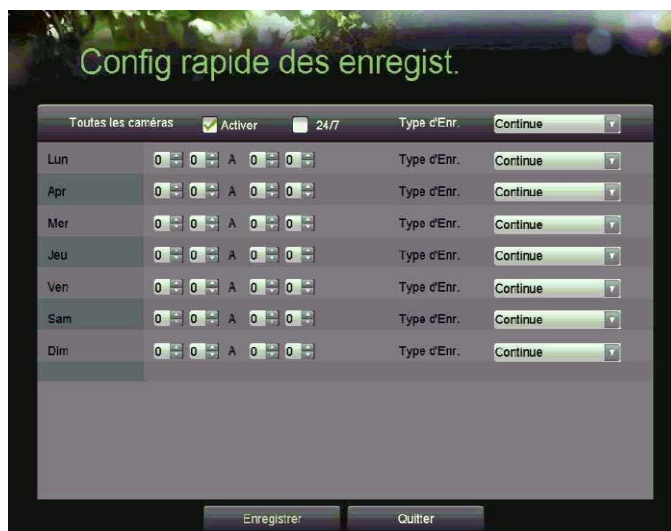 Config rapide des enregist.
Toutes les caméras Activer 24/7 Type d'Enr. Continue
Lun 0 0 A 0 0 Type d'Enr. Continue
Apr 0 0 A 0 0 Type d'Enr. Continue
Mer 0 0 A 0 0 Type d'Enr. Continue
Jeu 0 0 A 0 0 Type d'Enr. Continue
Ven 0 0 A 0 0 Type d'Enr. Continue
Sam 0 0 A 0 0 Type d'Enr. Continue
Dim 0 0 A 0 0 Type d'Enr. Continue
Enregistrer Quitter